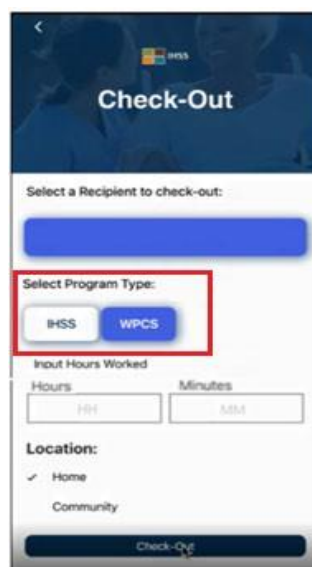 IHSS
Check-Out
Select a Recipient to check-out:
Select Program Type:
IHSS WPCS
Input Hours Worked
Hours Minutes
HH MM
Location:
✓ Home
Community
Check-Out